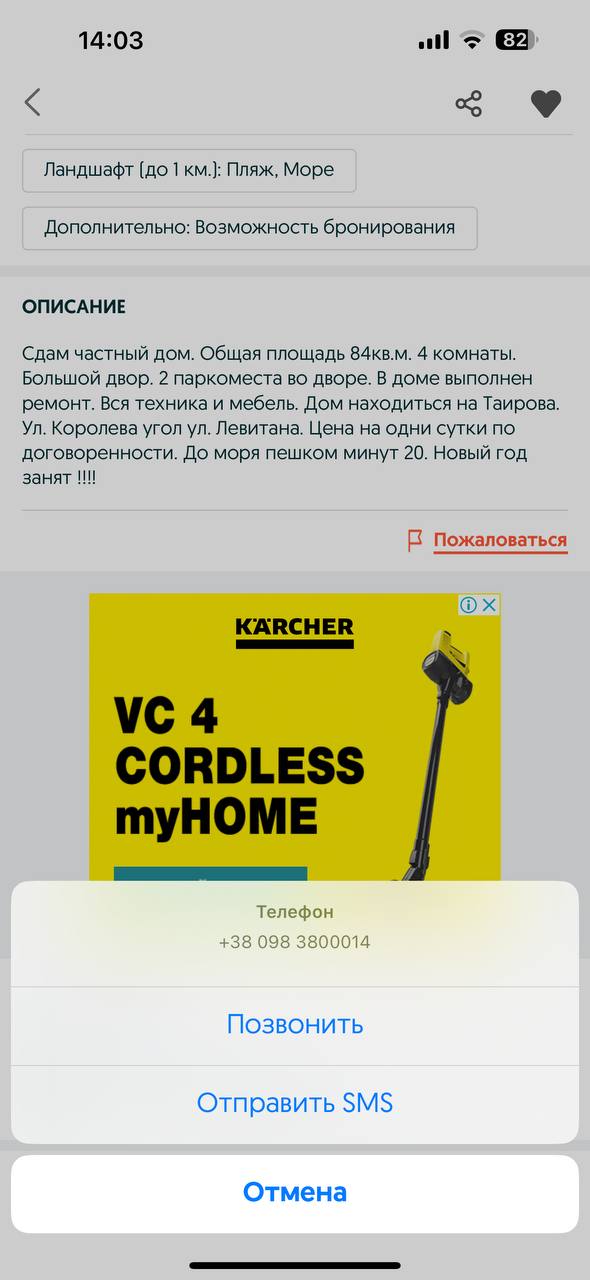 14:03
82
Ландшафт (до 1 км.): Пляж, Море
Дополнительно: Возможность бронирования
ОПИСАНИЕ
Сдам частный дом. Общая площадь 84кв.м. 4 комнаты.
Большой двор. 2 паркоместа во дворе. В доме выполнен
ремонт. Вся техника и мебель. Дом находиться на Таирова.
Ул. Королева угол ул. Левитана. Цена на одни сутки по
договоренности. До моря пешком минут 20. Новый год
занят !!!!
Пожаловаться
KÄRCHER
VC 4
CORDLESS
myHOME
Телефон
+38 098 3800014
Позвонить
Отправить SMS
Отмена